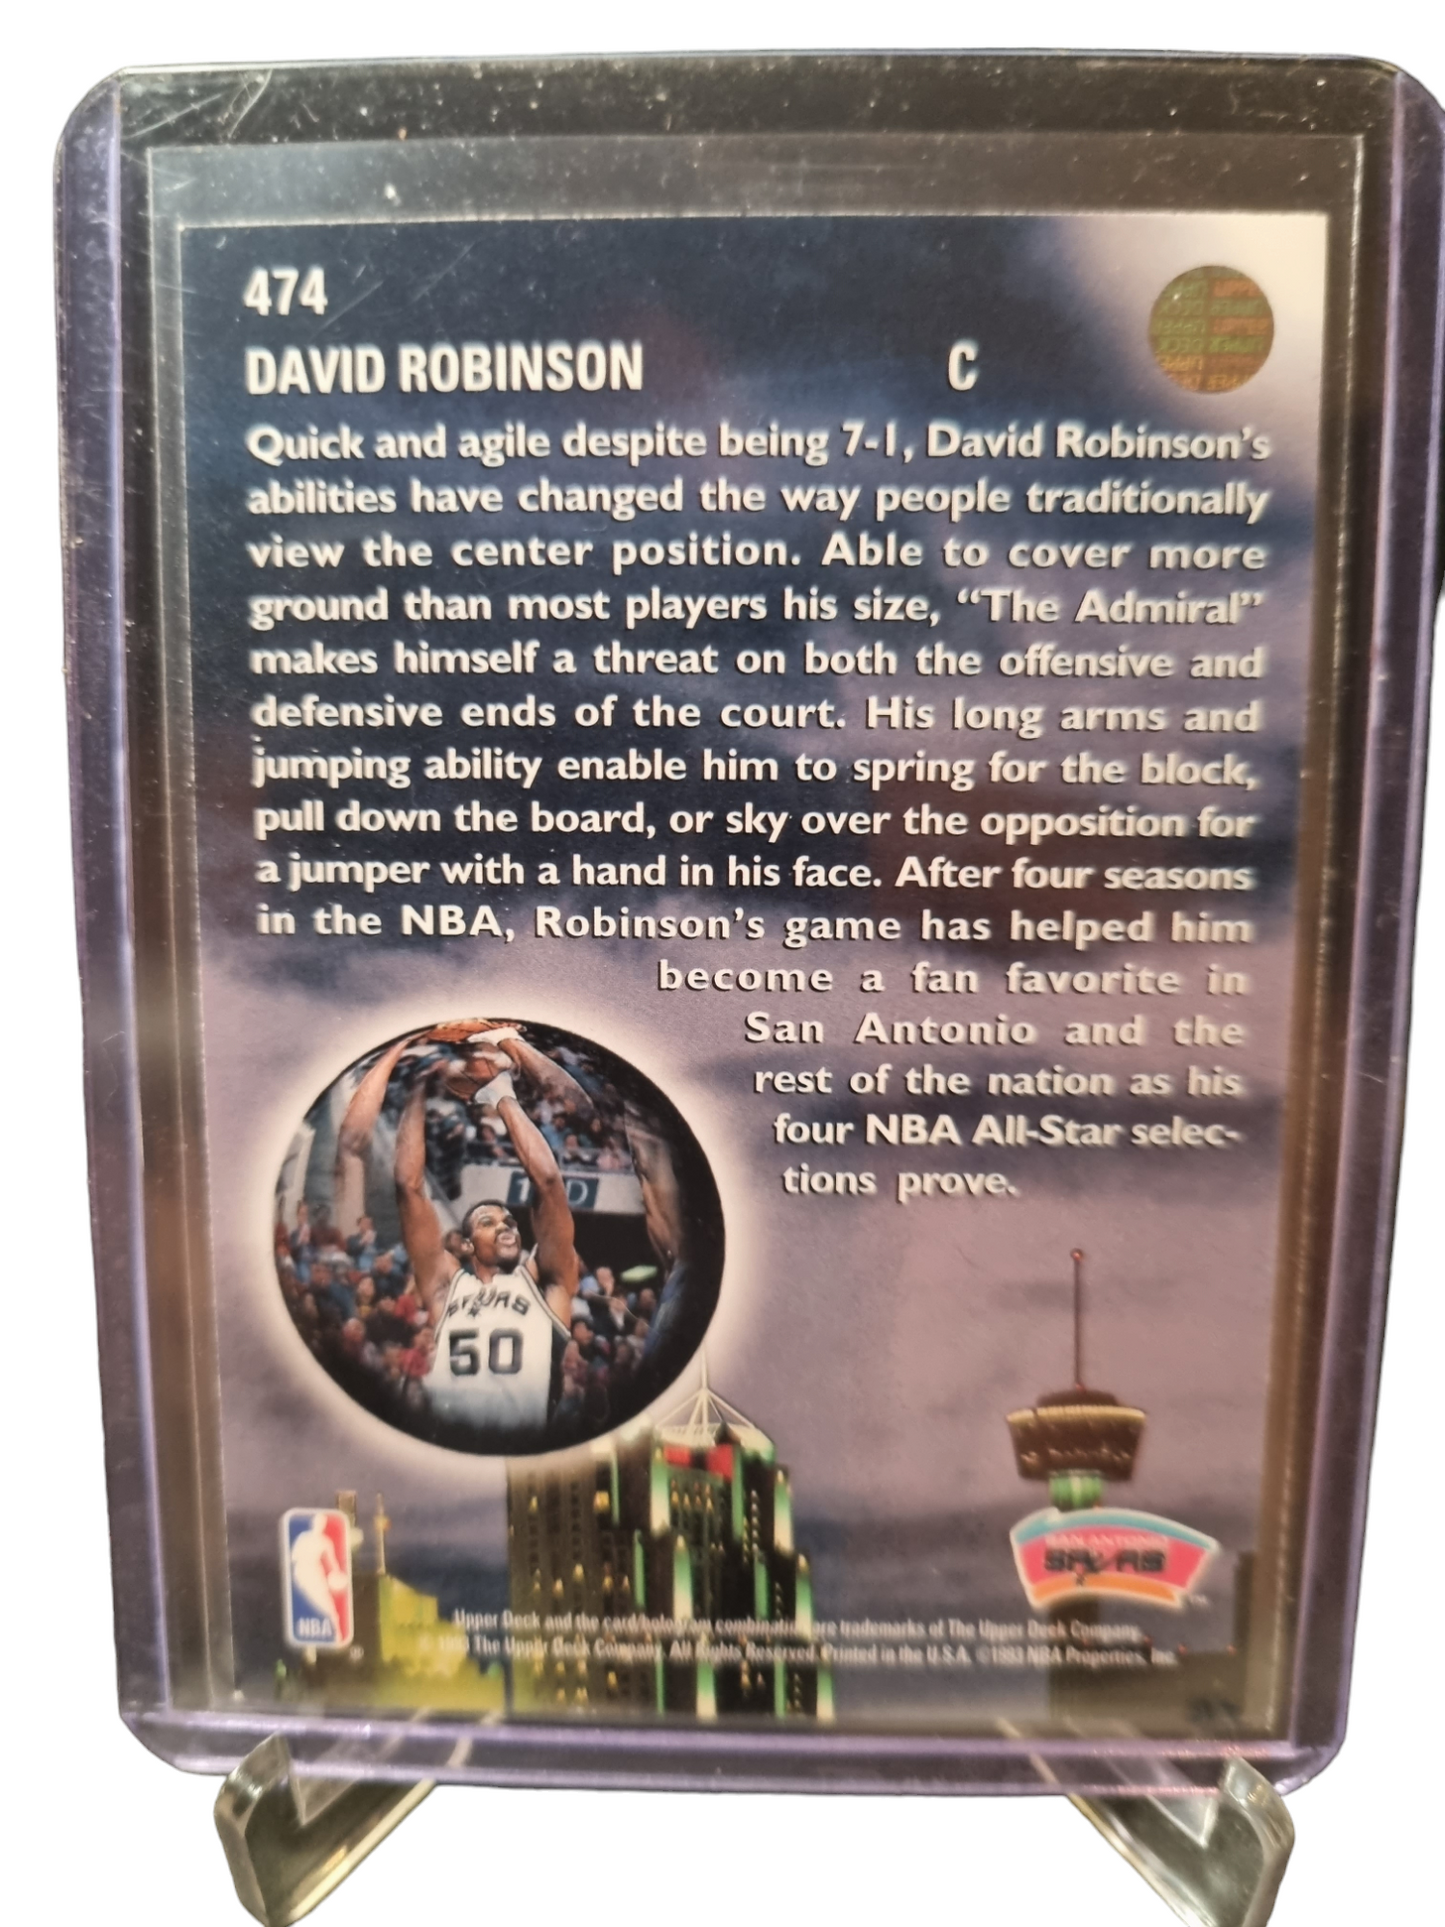 474
DAVID ROBINSON C
Quick and agile despite being 7-1, David Robinson's
abilities have changed the way people traditionally
view the center position. Able to cover more
ground than most players his size, “The Admiral”
makes himself a threat on both the offensive and
defensive ends of the court. His long arms and
jumping ability enable him to spring for the block,
pull down the board, or sky over the opposition for
a jumper with a hand in his face. After four seasons
in the NBA, Robinson's game has helped him
become a fan favorite in
San Antonio and the
rest of the nation as his
four NBA All-Star selec-
tions prove.
SPURS
50
NBA
SAN ANTONIO
SPURS
Upper Deck and the card/hologram combination are trademarks of The Upper Deck Company.
© 1993 The Upper Deck Company. All Rights Reserved. Printed in the U.S.A. ©1993 NBA Properties, Inc.